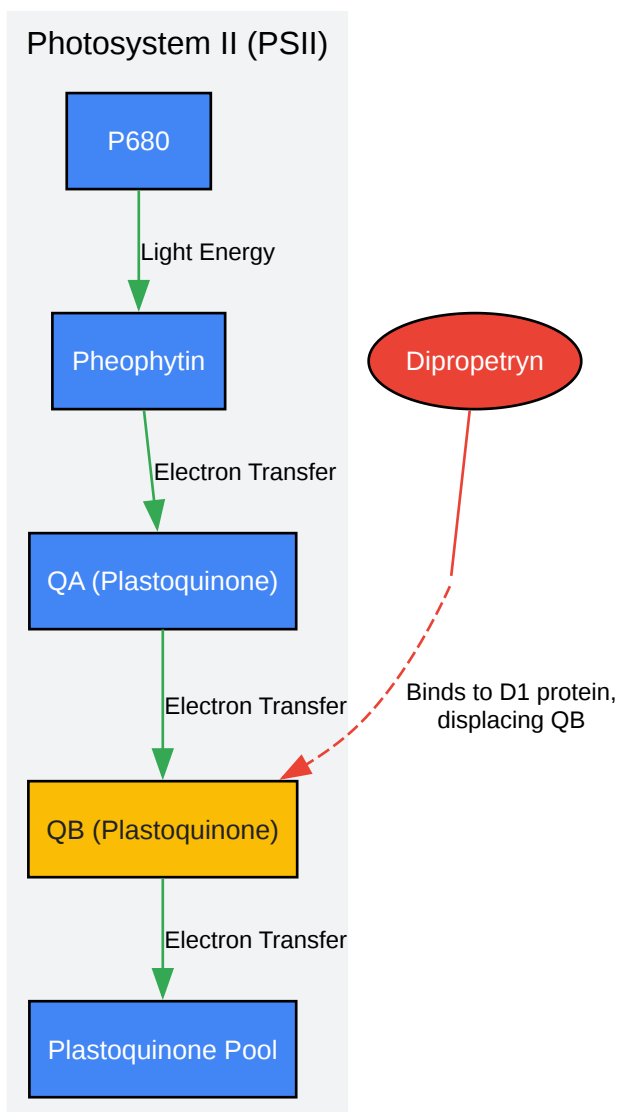 Photosystem II (PSII)
P680
Light Energy
Pheophytin
Dipropetryn
Electron Transfer
QA (Plastoquinone)
Electron Transfer
Binds to D1 protein,
displacing QB
QB (Plastoquinone)
Electron Transfer
Plastoquinone Pool